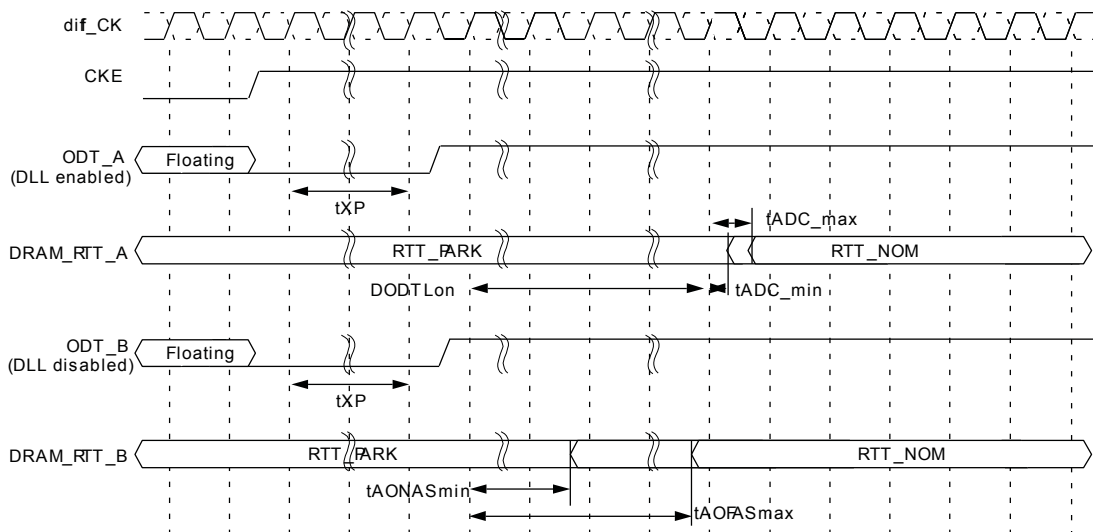 dif_CK
CKE
ODT_A
(DLL enabled)
Floating
tXP
tADC_max
DRAM_RTT_A
RTT_PARK
RTT_NOM
DODTLon
tADC_min
ODT_B
(DLL disabled)
Floating
tXP
DRAM_RTT_B
RTT_PARK
RTT_NOM
tAONASmin
tAOFASmax